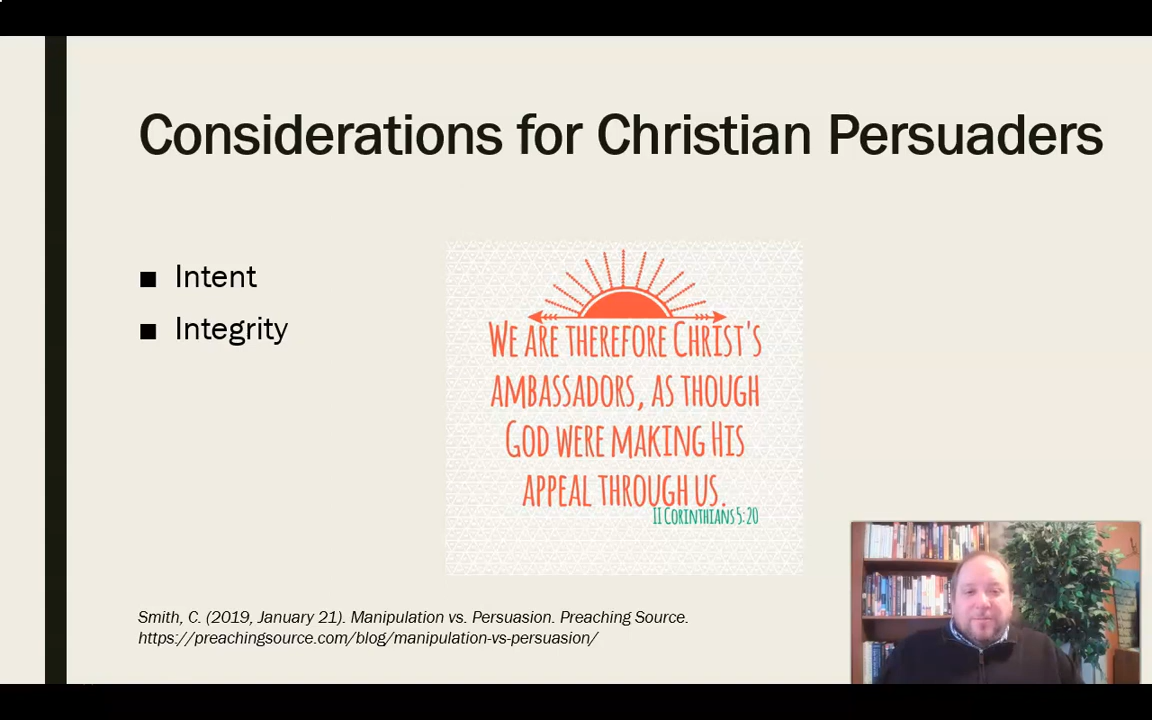 Considerations for Christian Persuaders
■ Intent
■ Integrity
We are therefore Christ's
ambassadors, as though
God were making His
appeal through us.
II Corinthians 5:20
Smith, C. (2019, January 21). Manipulation vs. Persuasion. Preaching Source.
https://preachingsource.com/blog/manipulation-vs-persuasion/